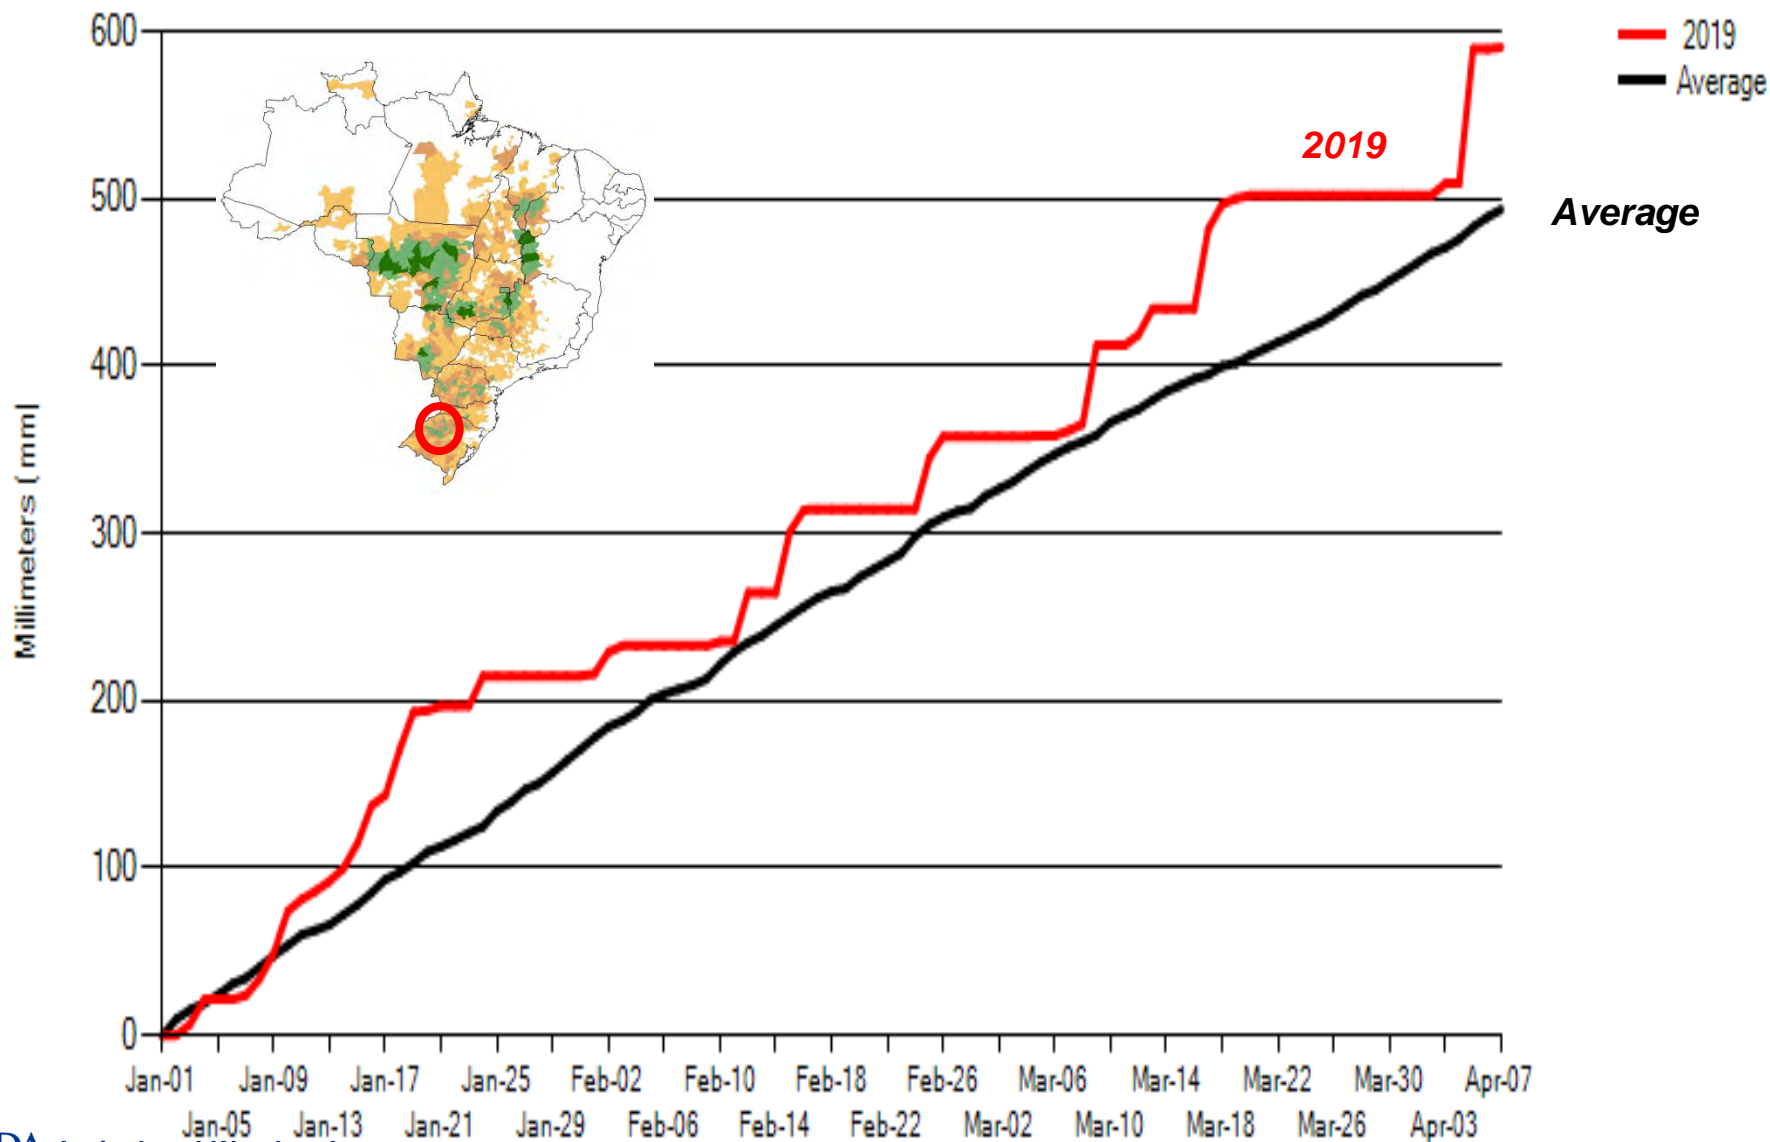 600
500
400
300
200
100
0
Millimeters ( mm)
2019
Average
2019
Average
Jan-01 Jan-09 Jan-17 Jan-25 Feb-02 Feb-10 Feb-18 Feb-26 Mar-06 Mar-14 Mar-22 Mar-30 Apr-07
Jan-05 Jan-13 Jan-21 Jan-29 Feb-06 Feb-14 Feb-22 Mar-02 Mar-10 Mar-18 Mar-26 Apr-03